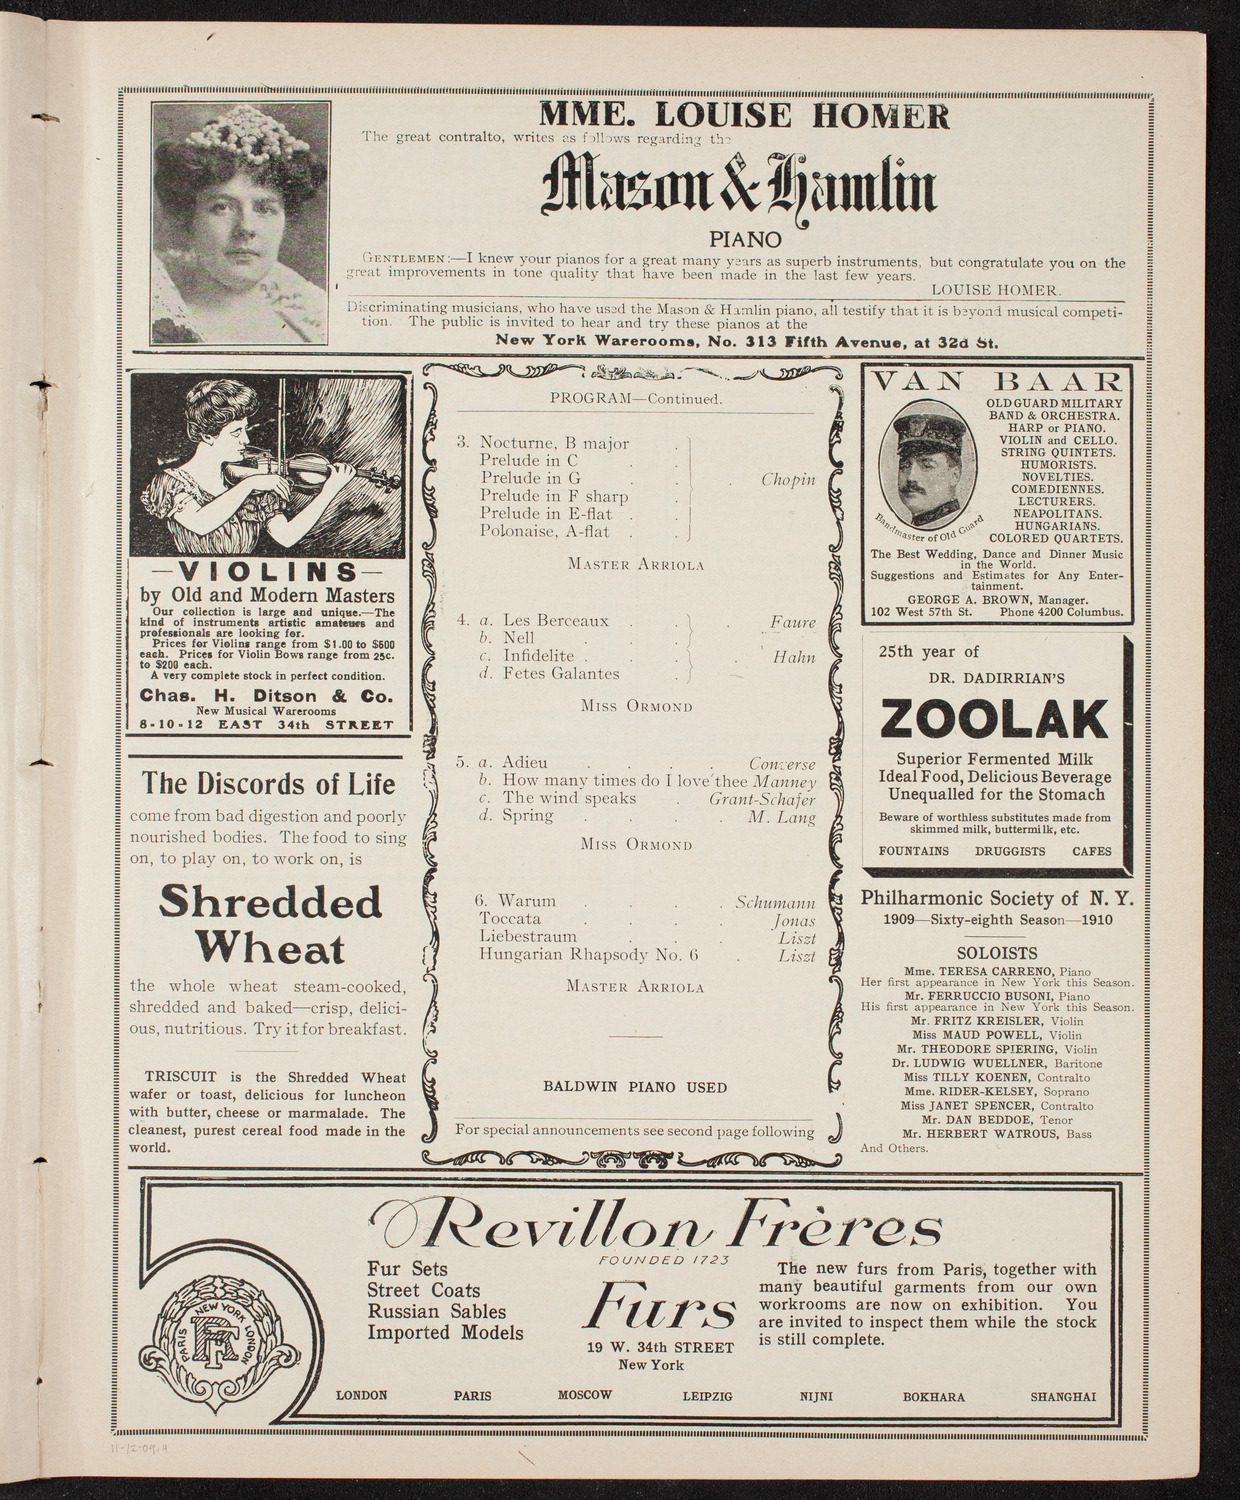 MME. LOUISE HOMER
The great contralto, writes as follows regarding the
Mason & Hamlin
PIANO
GENTLEMEN:—I knew your pianos for a great many years as superb instruments, but congratulate you on the
great improvements in tone quality that have been made in the last few years.
LOUISE HOMER.
Discriminating musicians, who have used the Mason & Hamlin piano, all testify that it is beyond musical competi-
tion. The public is invited to hear and try these pianos at the
New York Warerooms, No. 313 Fifth Avenue, at 32d St.
—VIOLINS—
by Old and Modern Masters
Our collection is large and unique.—The
kind of instruments artistic amateurs and
professionals are looking for.
Prices for Violins range from $1.00 to $500
each. Prices for Violin Bows range from 25c.
to $200 each.
A very complete stock in perfect condition.
Chas. H. Ditson & Co.
New Musical Warerooms
8-10-12 EAST 34th STREET
The Discords of Life
come from bad digestion and poorly
nourished bodies. The food to sing
on, to play on, to work on, is
Shredded
Wheat
the whole wheat steam-cooked,
shredded and baked—crisp, delici-
ous, nutritious. Try it for breakfast.
TRISCUIT is the Shredded Wheat
wafer or toast, delicious for luncheon
with butter, cheese or marmalade. The
cleanest, purest cereal food made in the
world.
PROGRAM—Continued.
3. Nocturne, B major .
Prelude in C . .
Prelude in G . . . Chopin
Prelude in F sharp .
Prelude in E-flat . .
Polonaise, A-flat . .
MASTER ARRIOLA
4. a. Les Berceaux . . Faure
b. Nell . .
c. Infidelite . . . . Hahn
d. Fetes Galantes .
MISS ORMOND
5. a. Adieu . . . . Converse
b. How many times do I love thee Manney
c. The wind speaks . Grant-Schafer
d. Spring . . . . M. Lang
MISS ORMOND
6. Warum . . . . Schumann
Toccata . . . . Jonas
Liebestraum . . . Liszt
Hungarian Rhapsody No. 6 . Liszt
MASTER ARRIOLA
BALDWIN PIANO USED
For special announcements see second page following
VAN BAAR
OLD GUARD MILITARY
BAND & ORCHESTRA.
HARP or PIANO.
VIOLIN and CELLO.
STRING QUINTETS.
HUMORISTS.
NOVELTIES.
COMEDIENNES.
LECTURERS.
NEAPOLITANS.
HUNGARIANS.
COLORED QUARTETS.
Bandmaster of Old Guard
The Best Wedding, Dance and Dinner Music
in the World.
Suggestions and Estimates for Any Enter-
tainment.
GEORGE A. BROWN, Manager.
102 West 57th St. Phone 4200 Columbus.
25th year of
DR. DADIRRIAN'S
ZOOLAK
Superior Fermented Milk
Ideal Food, Delicious Beverage
Unequalled for the Stomach
Beware of worthless substitutes made from
skimmed milk, buttermilk, etc.
FOUNTAINS DRUGGISTS CAFES
Philharmonic Society of N. Y.
1909—Sixty-eighth Season—1910
SOLOISTS
Mme. TERESA CARRENO, Piano
Her first appearance in New York this Season.
Mr. FERRUCCIO BUSONI, Piano
His first appearance in New York this Season.
Mr. FRITZ KREISLER, Violin
Miss MAUD POWELL, Violin
Mr. THEODORE SPIERING, Violin
Dr. LUDWIG WUELLNER, Baritone
Miss TILLY KOENEN, Contralto
Mme. RIDER-KELSEY, Soprano
Miss JANET SPENCER, Contralto
Mr. DAN BEDDOE, Tenor
Mr. HERBERT WATROUS, Bass
And Others.
Revillon Frères
FOUNDED 1723
Fur Sets
Street Coats
Russian Sables
Imported Models
Furs
19 W. 34th STREET
New York
The new furs from Paris, together with
many beautiful garments from our own
workrooms are now on exhibition. You
are invited to inspect them while the stock
is still complete.
PARIS NEW YORK LONDON
RF
LONDON PARIS MOSCOW LEIPZIG NIJNI BOKHARA SHANGHAI
11-12-09.A